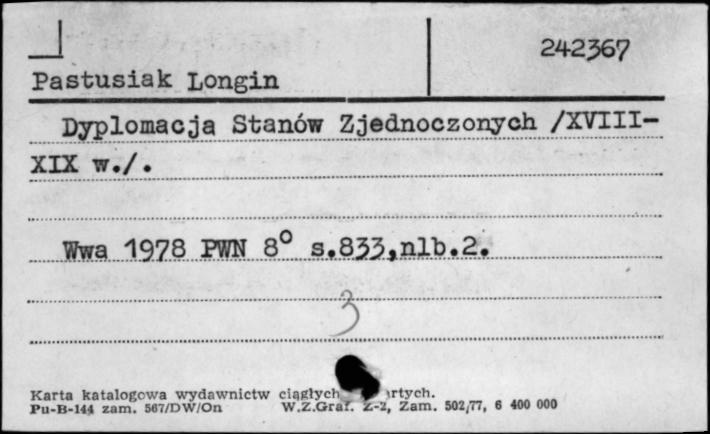 242367
Pastusiak Longin
Dyplomacja Stanów Zjednoczonych /XVIII-
XIX w./.
Wwa 1978 PWN 8° s.833,nlb.2.
3
Karta katalogowa wydawnictw ciągłych rtych.
Pu-B-144 zam. 567/DW/On W.Z.Graf. Z-2, Zam. 502/77, 6 400 000